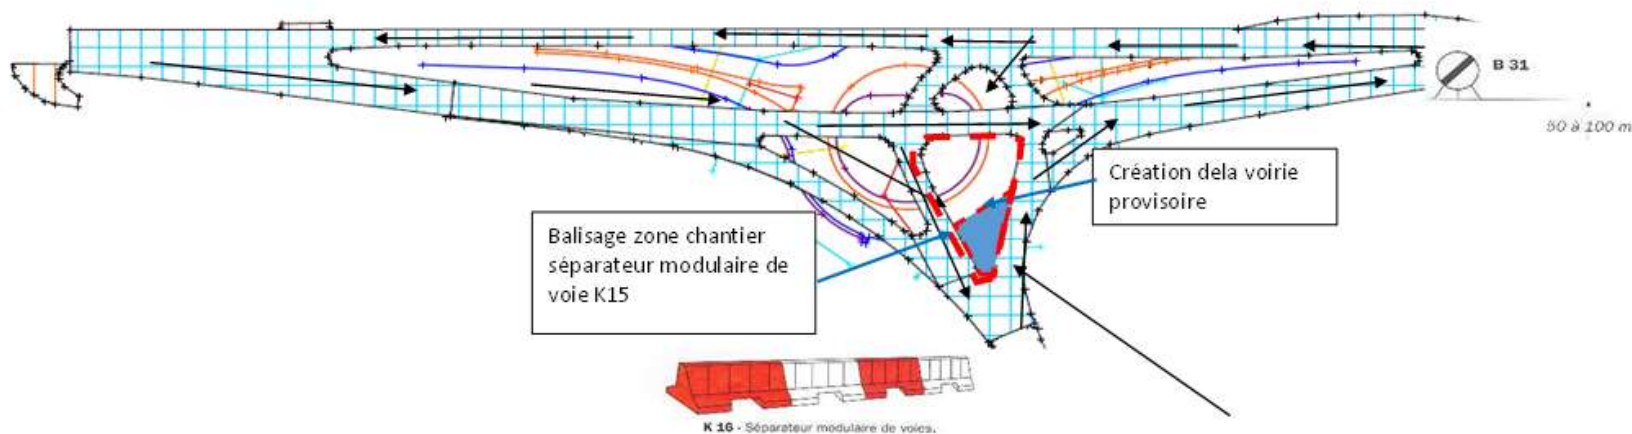 B 31
50 à 100 m
Création dela voirie
provisoire
Balisage zone chantier
séparateur modulaire de
voie K15
K 16 - Séparateur modulaire de voies.